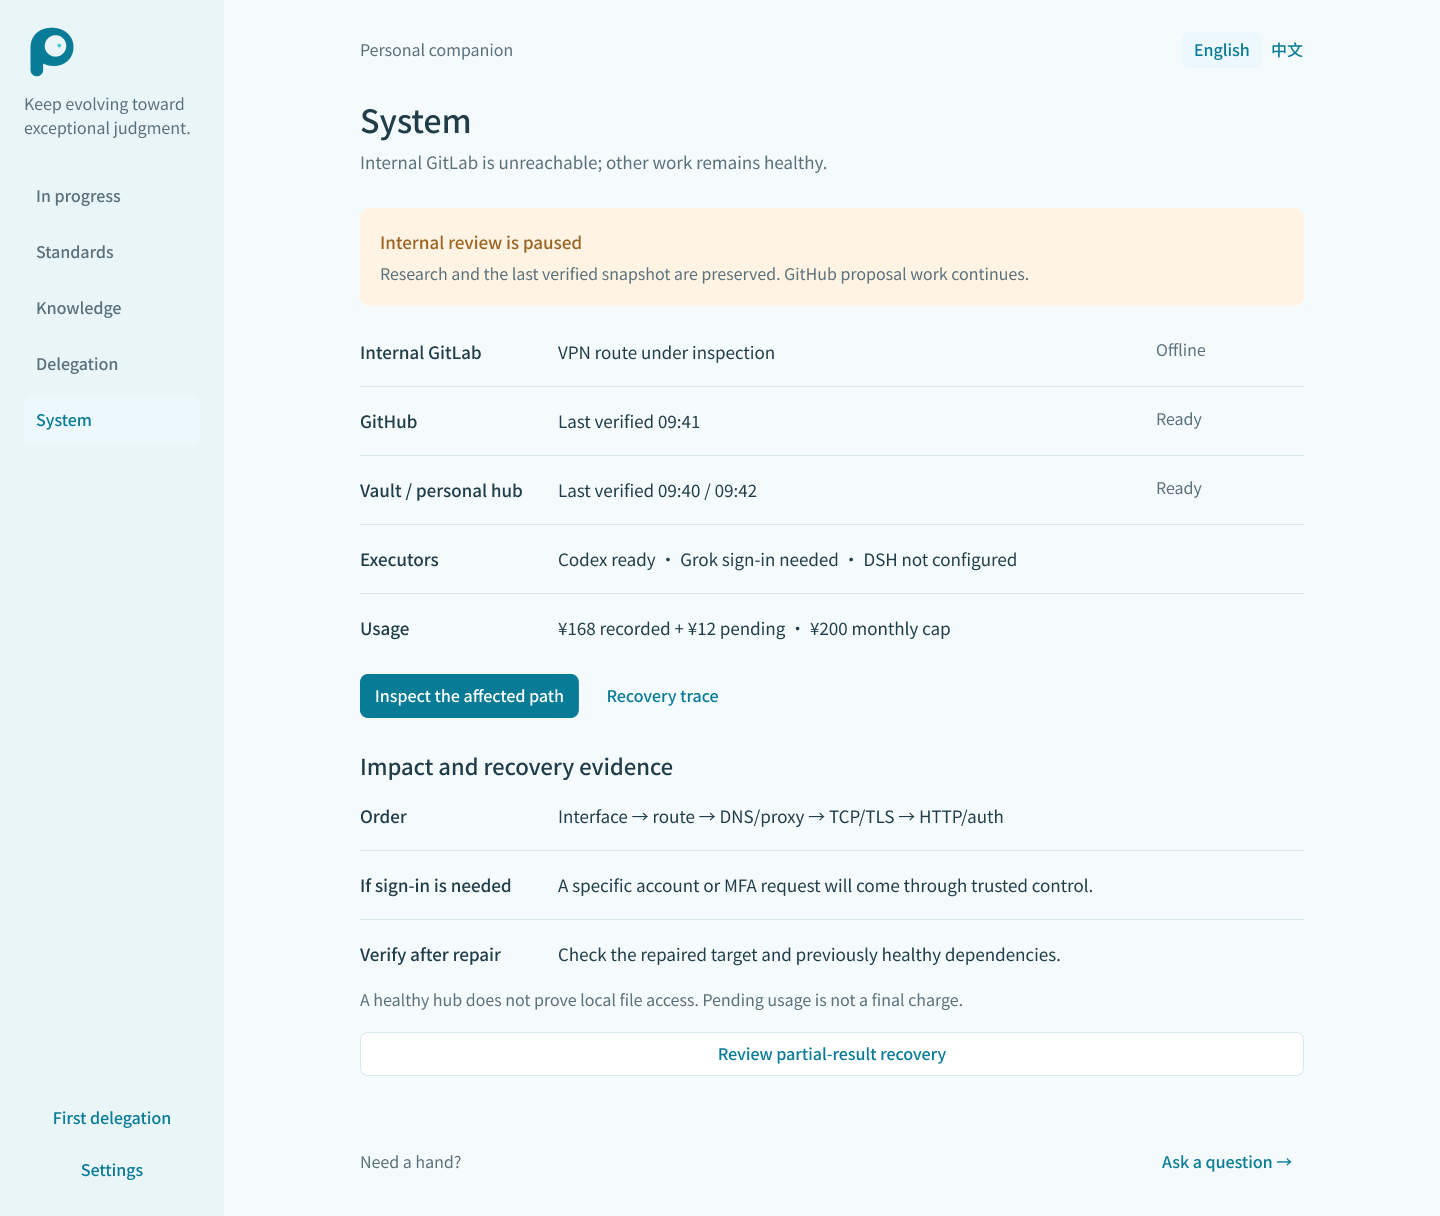 Keep evolving toward
exceptional judgment.
In progress
Standards
Knowledge
Delegation
System
First delegation
Settings
Personal companion
English 中文
System
Internal GitLab is unreachable; other work remains healthy.
Internal review is paused
Research and the last verified snapshot are preserved. GitHub proposal work continues.
Internal GitLab VPN route under inspection Offline
GitHub Last verified 09:41 Ready
Vault / personal hub Last verified 09:40 / 09:42 Ready
Executors Codex ready • Grok sign-in needed • DSH not configured
Usage ¥168 recorded + ¥12 pending • ¥200 monthly cap
Inspect the affected path Recovery trace
Impact and recovery evidence
Order Interface → route → DNS/proxy → TCP/TLS → HTTP/auth
If sign-in is needed A specific account or MFA request will come through trusted control.
Verify after repair Check the repaired target and previously healthy dependencies.
A healthy hub does not prove local file access. Pending usage is not a final charge.
Review partial-result recovery
Need a hand? Ask a question →